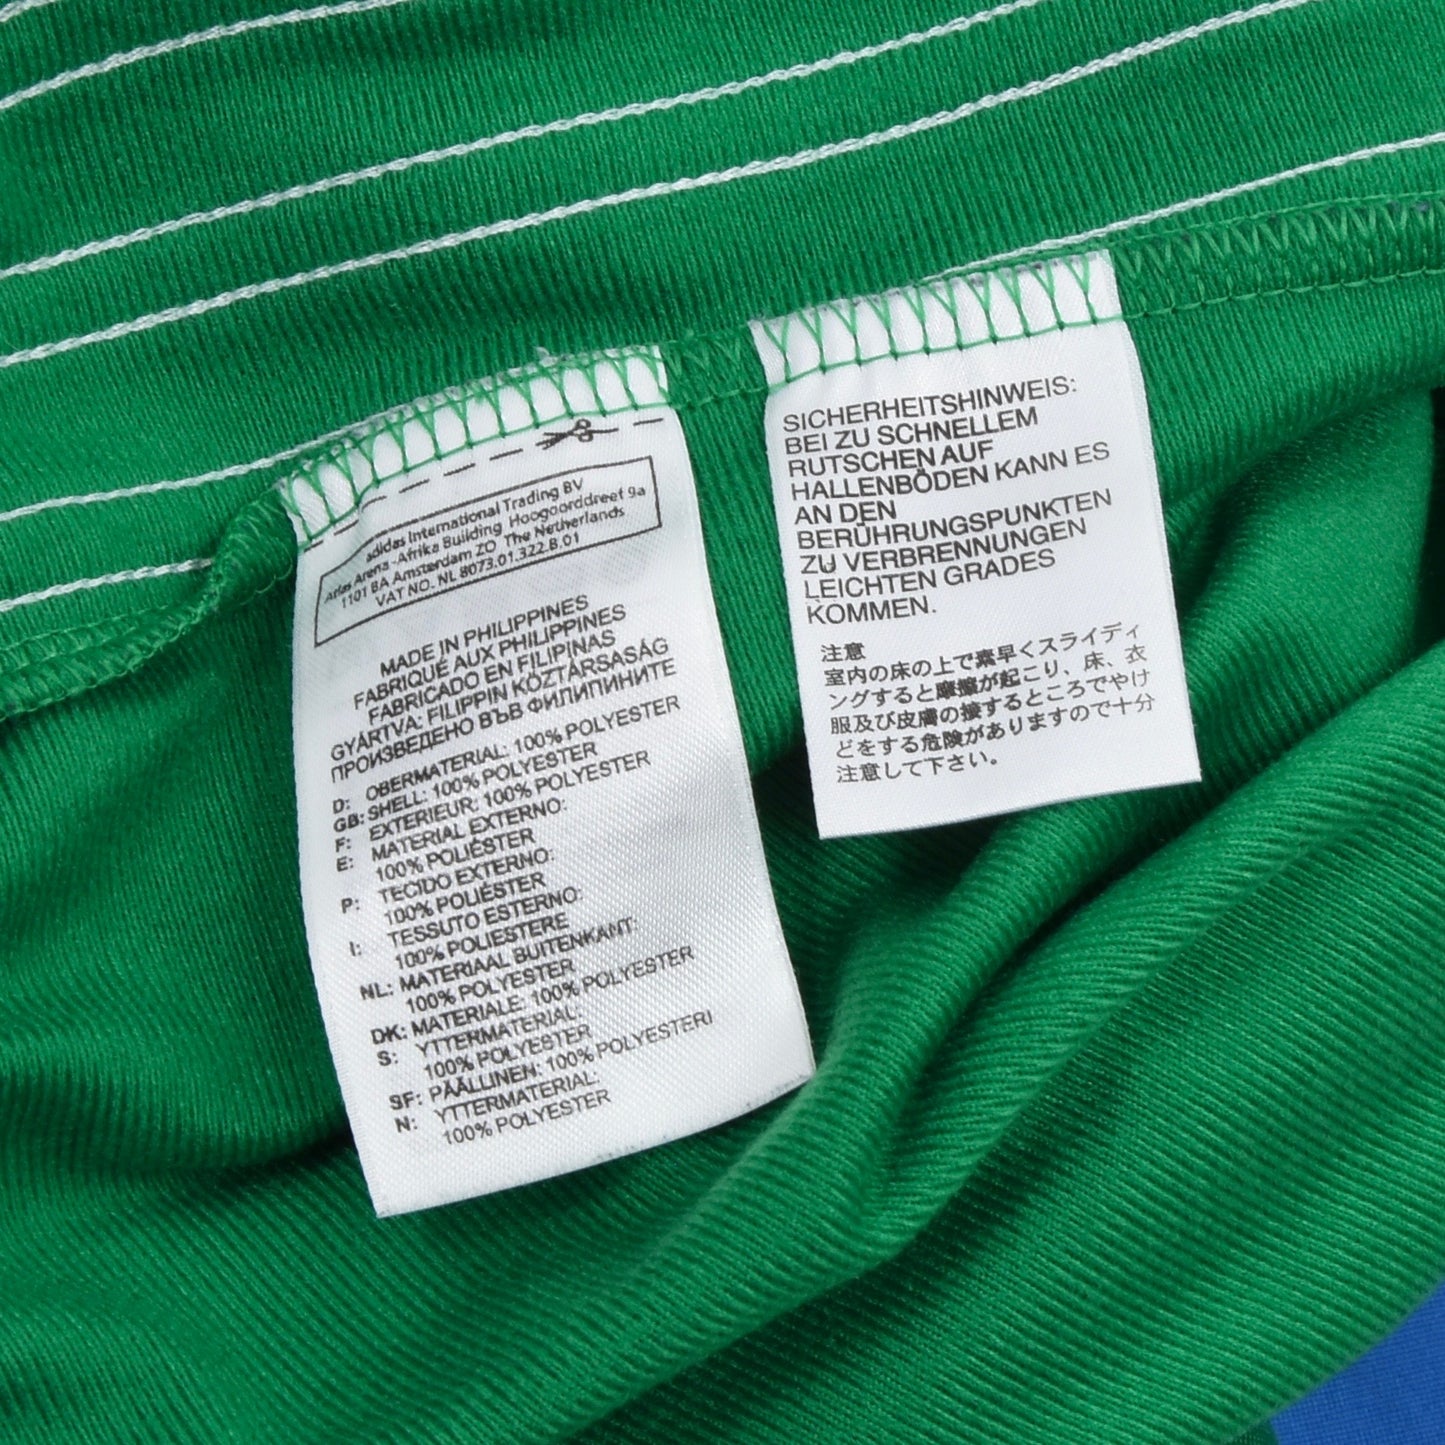 adidas International Trading BV
Atlas Arena -Afrika Building Hoogoorddreef 9a
1101 BA Amsterdam ZO The Netherlands
VAT NO. NL 8073.01.322.B.01
MADE IN PHILIPPINES
FABRIQUÉ AUX PHILIPPINES
FABRICADO EN FILIPINAS
GYÁRTVA: FILIPPIN KÖZTÁRSASÁG
ПРОИЗВЕДЕНО ВЪВ ФИЛИПИНИТЕ
D: OBERMATERIAL: 100% POLYESTER
GB: SHELL: 100% POLYESTER
F: EXTERIEUR: 100% POLYESTER
E: MATERIAL EXTERNO:
100% POLIÉSTER
P: TECIDO EXTERNO:
100% POLIÉSTER
I: TESSUTO ESTERNO:
100% POLIESTERE
NL: MATERIAAL BUITENKANT:
100% POLYESTER
DK: MATERIALE: 100% POLYESTER
S: YTTERMATERIAL:
100% POLYESTER
SF: PÄÄLLINEN: 100% POLYESTERI
N: YTTERMATERIAL:
100% POLYESTER
SICHERHEITSHINWEIS:
BEI ZU SCHNELLEM
RUTSCHEN AUF
HALLENBÖDEN KANN ES
AN DEN
BERÜHRUNGSPUNKTEN
ZU VERBRENNUNGEN
LEICHTEN GRADES
KOMMEN.
注意
室内の床の上で素早くスライディ
ングすると摩擦が起こり、床、衣
服及び皮膚の接するところでやけ
どをする危険がありますので十分
注意して下さい。